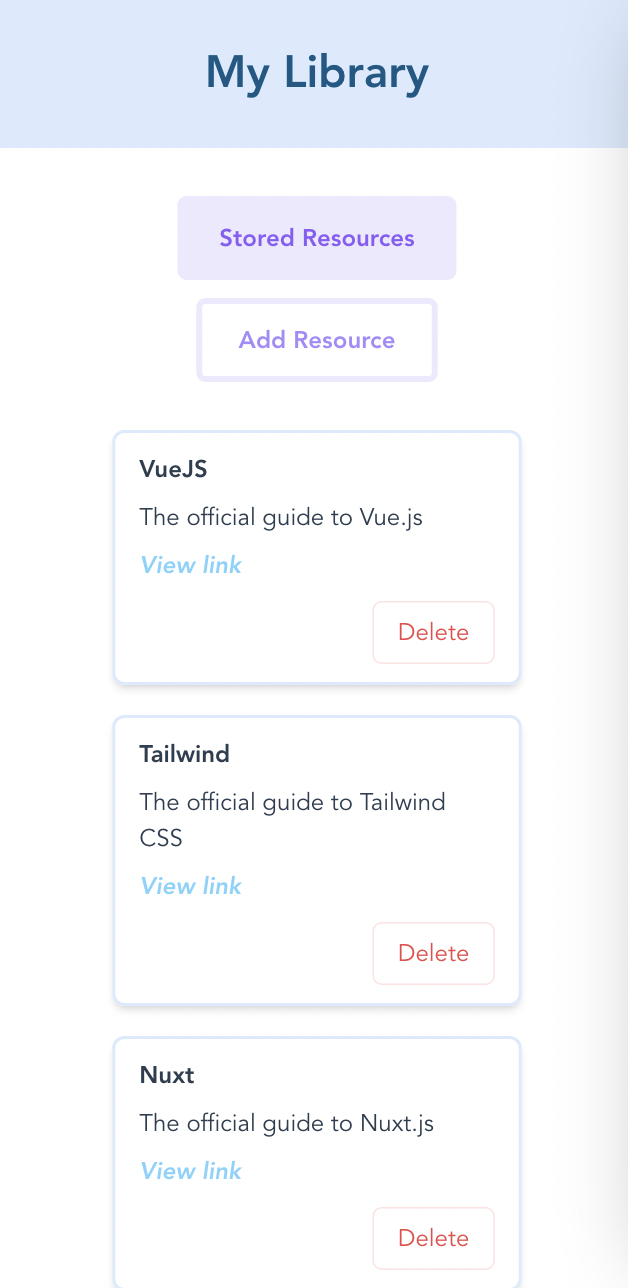 My Library
Stored Resources
Add Resource
VueJS
The official guide to Vue.js
View link
Delete
Tailwind
The official guide to Tailwind
CSS
View link
Delete
Nuxt
The official guide to Nuxt.js
View link
Delete